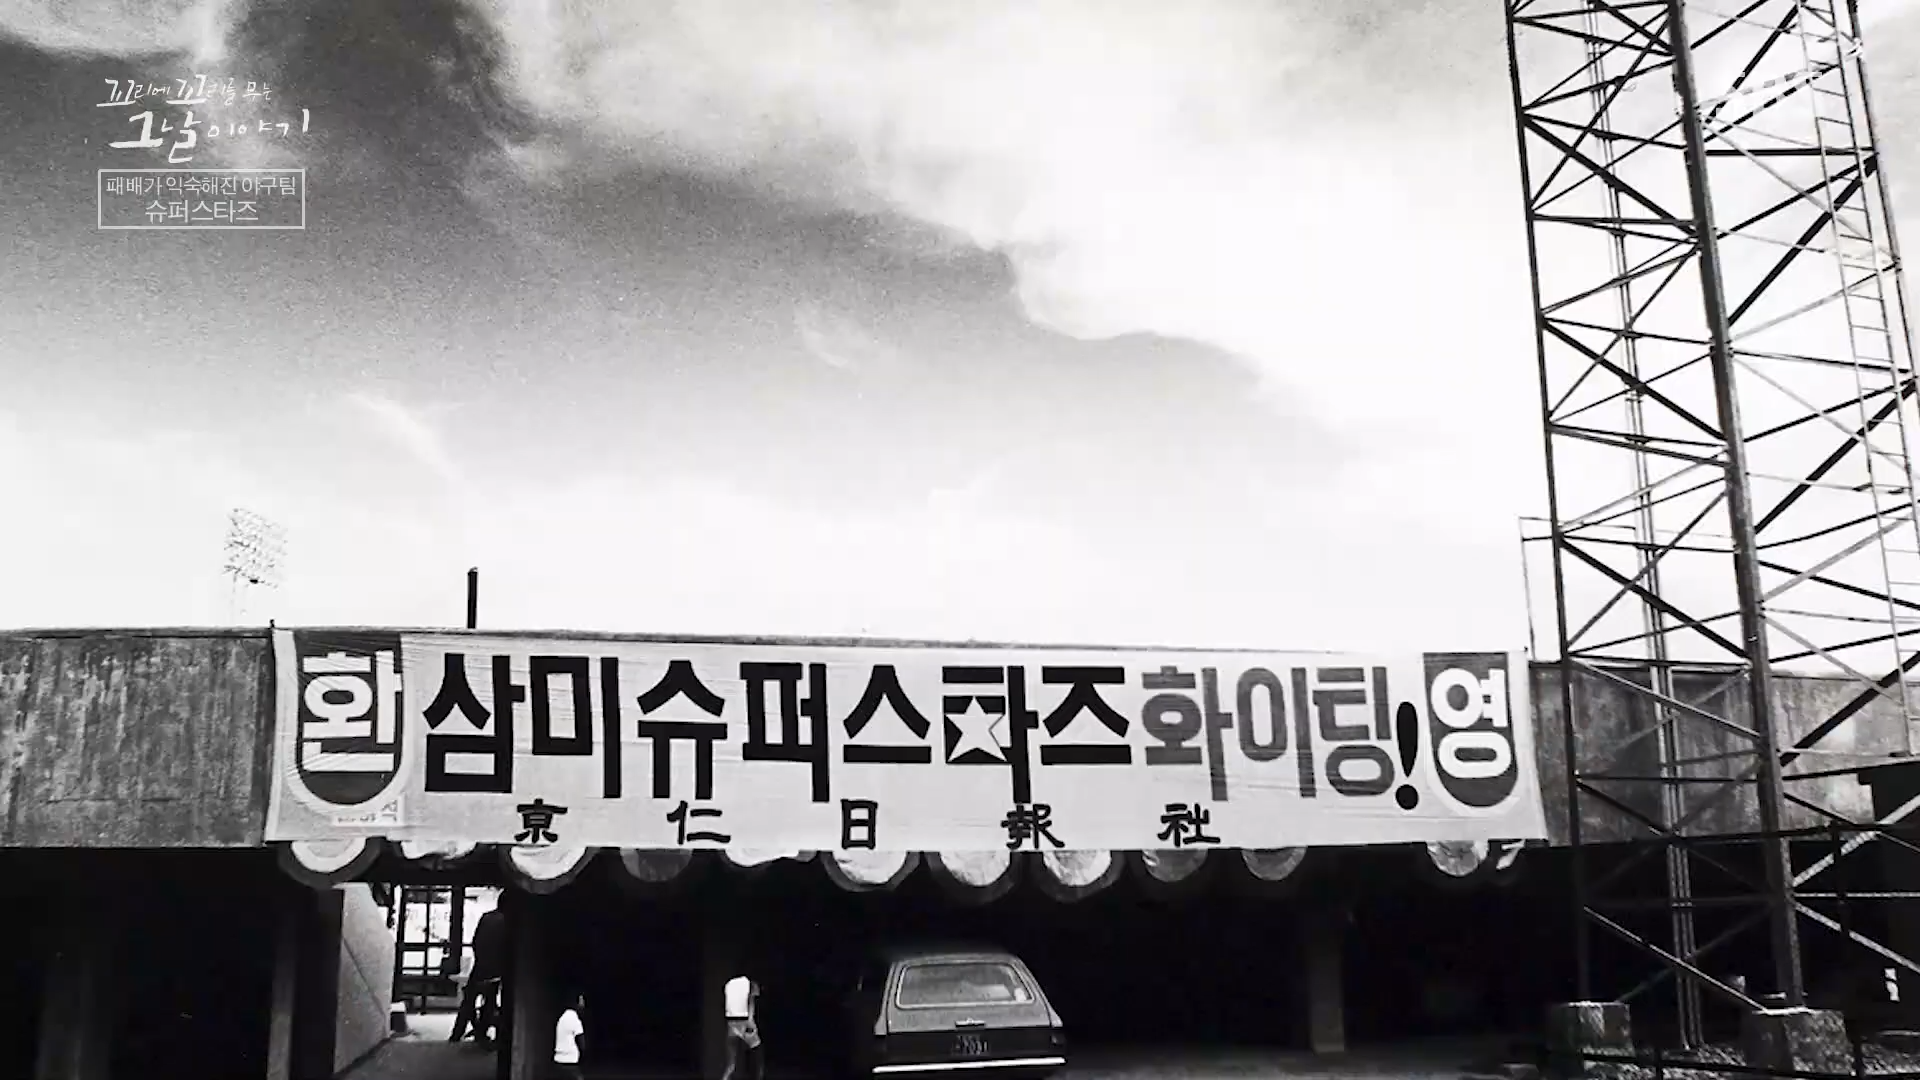 꼬리에 꼬리를 무는
그날 이야기
패배가 익숙해진 야구팀
슈퍼스타즈
환 삼미슈퍼스타즈 화이팅! 영
京仁日報社